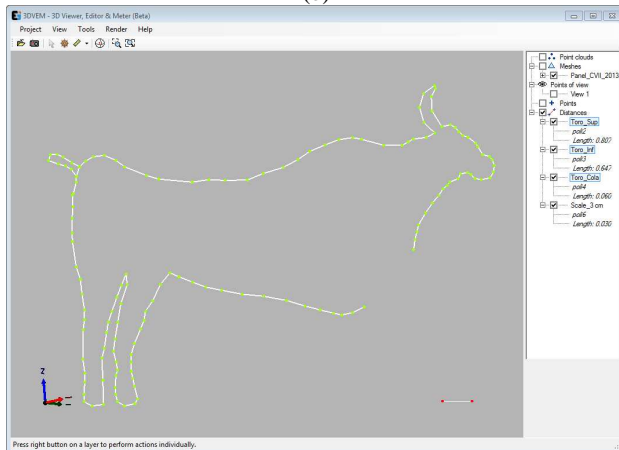 3DVEM - 3D Viewer, Editor & Meter (Beta)
Project View Tools Render Help
Point clouds
Meshes
Panel_CVII_2013
Points of view
View 1
Points
Distances
Toro_Sup
poli2
Length: 0.807
Toro_Inf
poli3
Length: 0.647
Toro_Cola
poli4
Length: 0.060
Scale_3 cm
poli6
Length: 0.030
Z
Press right button on a layer to perform actions individually.